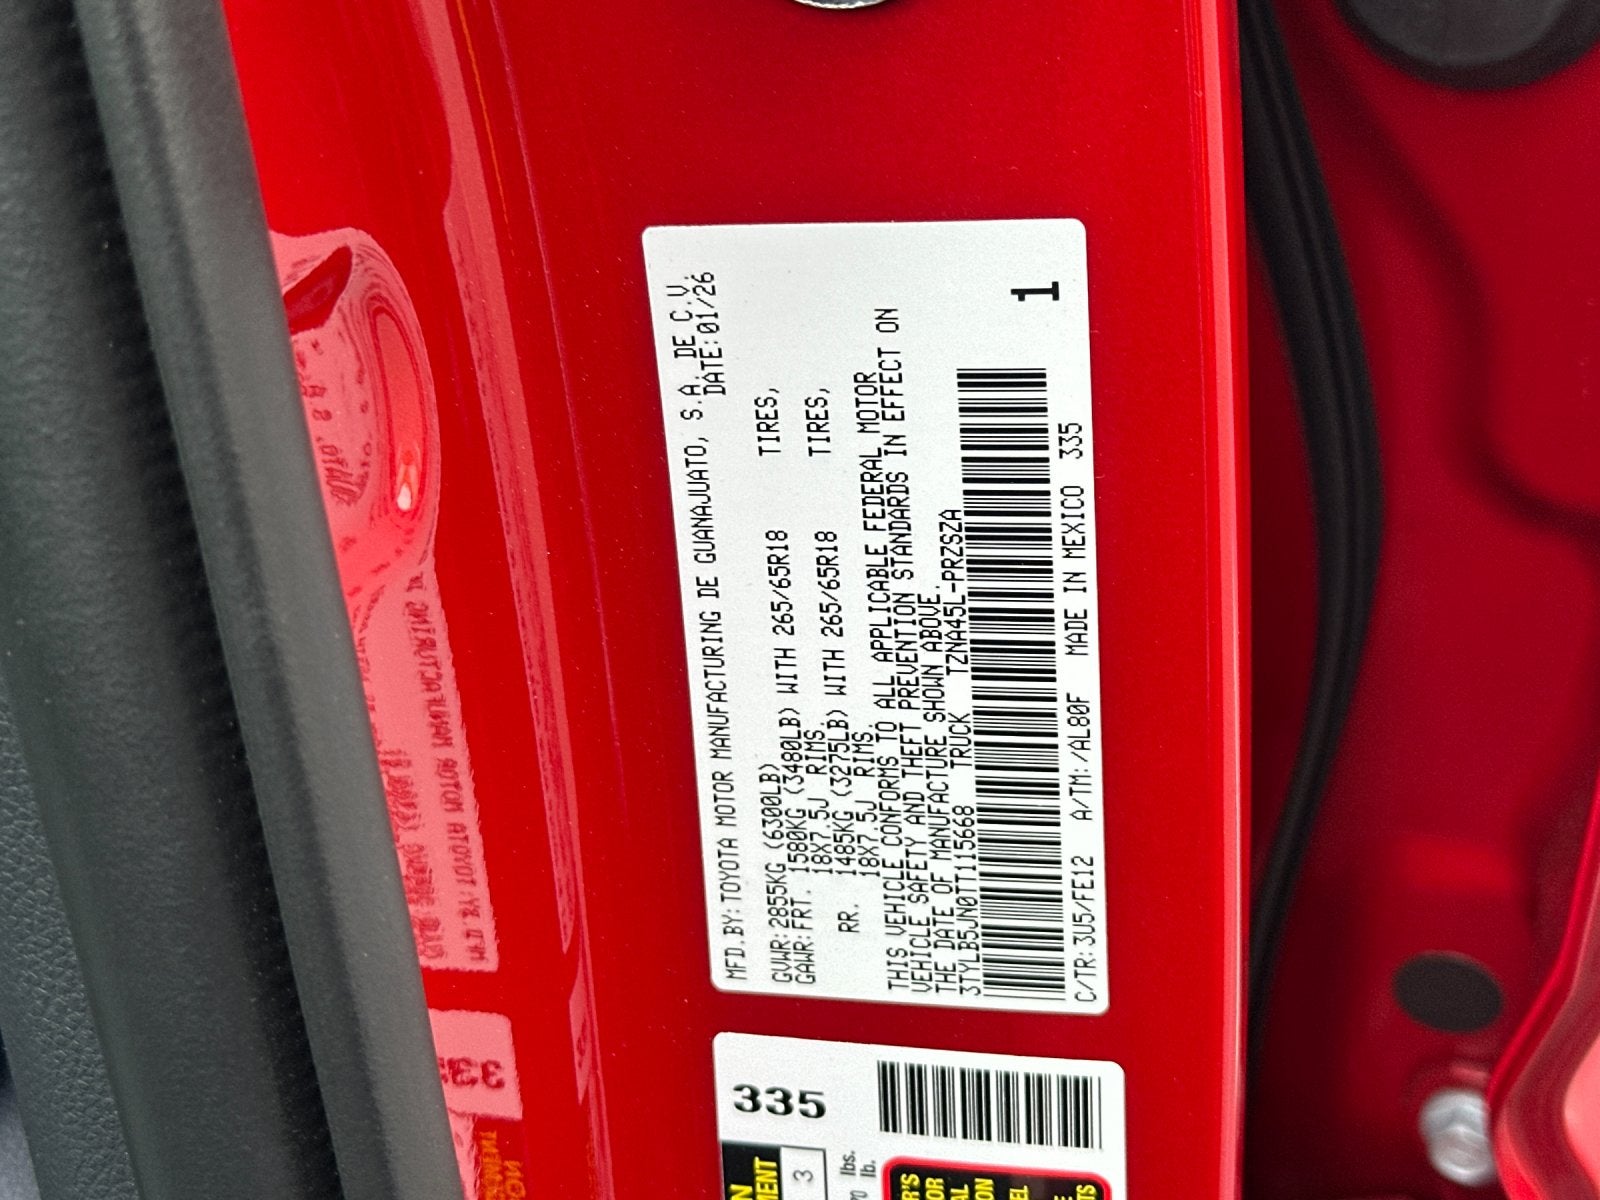 MFD.BY:TOYOTA MOTOR MANUFACTURING DE GUANAJUATO, S.A. DE C.V.
DATE:01/26
GVWR:2855KG (6300LB)
GAWR:FRT. 1580KG (3480LB) WITH 265/65R18 TIRES,
18X7.5J RIMS.
RR. 1485KG (3275LB) WITH 265/65R18 TIRES,
18X7.5J RIMS.
THIS VEHICLE CONFORMS TO ALL APPLICABLE FEDERAL MOTOR
VEHICLE SAFETY AND THEFT PREVENTION STANDARDS IN EFFECT ON
THE DATE OF MANUFACTURE SHOWN ABOVE.
3TYLB5JN0TT115668 TRUCK TZNA45L-PRZSZA
1
C/TR:3U5/FE12 A/TM:/AL80F MADE IN MEXICO 335
335
3
lbs.
lb.